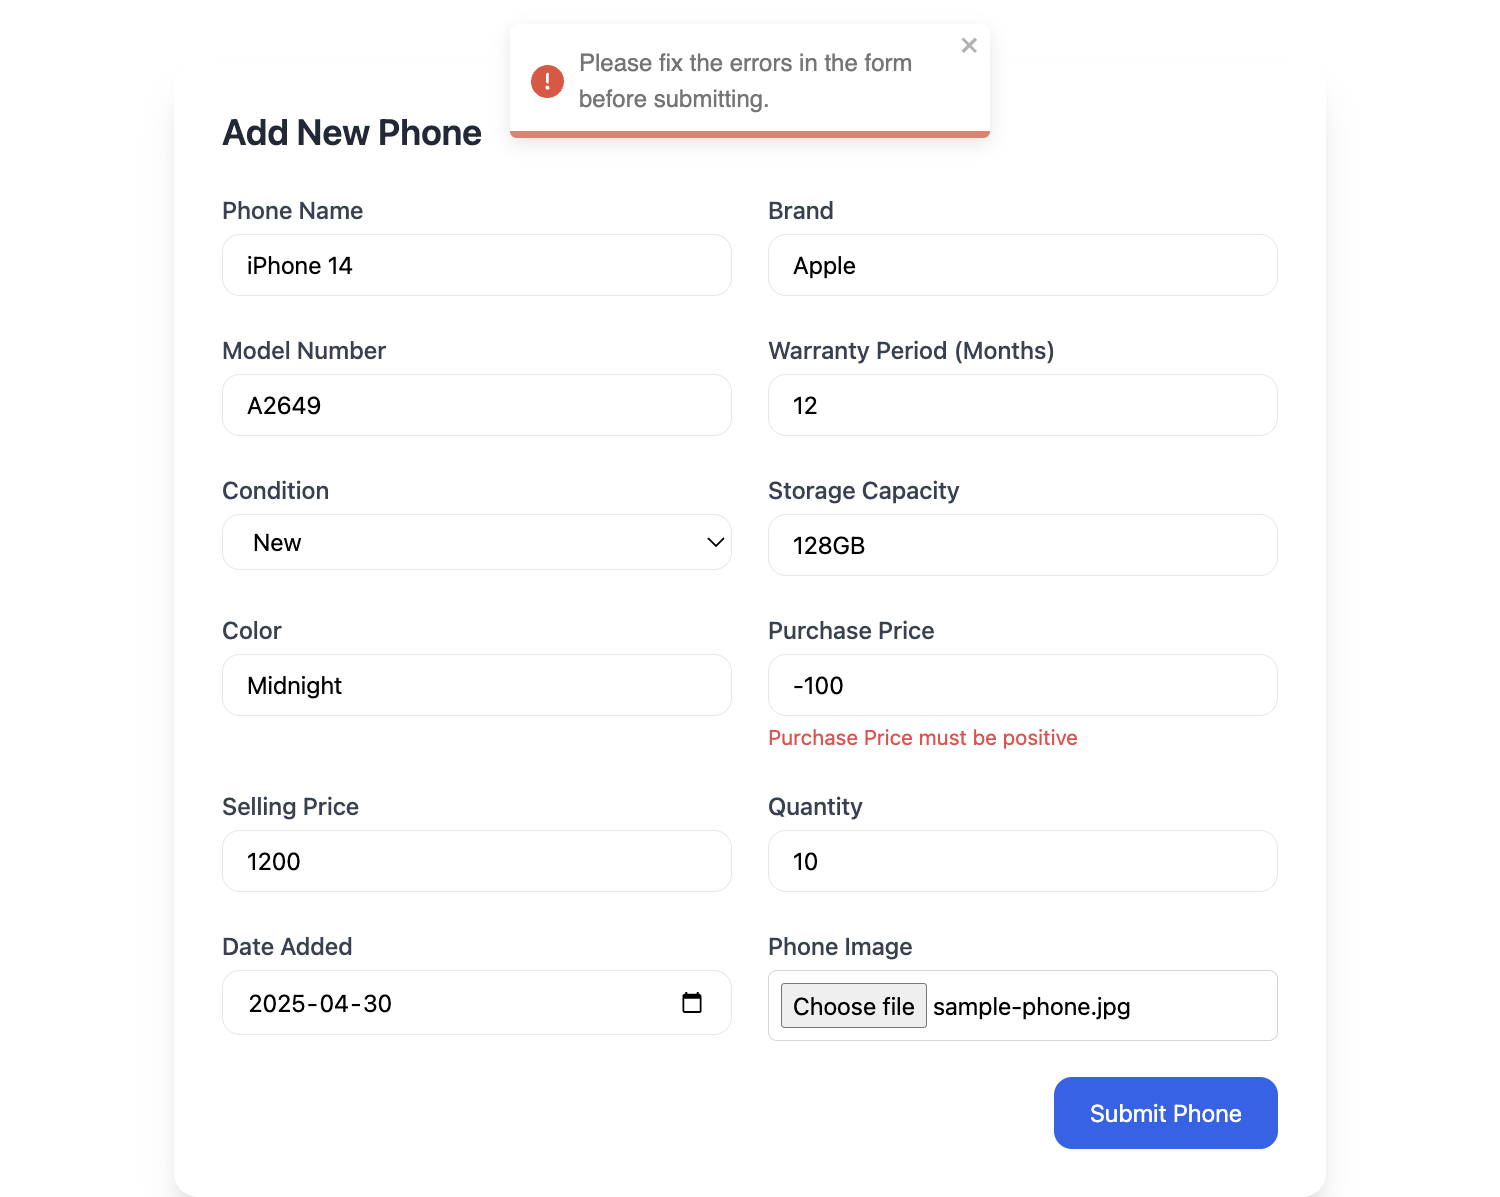 Please fix the errors in the form
before submitting.
Add New Phone
Phone Name
Brand
iPhone 14
Apple
Model Number
Warranty Period (Months)
A2649
12
Condition
Storage Capacity
New
128GB
Color
Purchase Price
Midnight
-100
Purchase Price must be positive
Selling Price
Quantity
1200
10
Date Added
Phone Image
2025-04-30
Choose file sample-phone.jpg
Submit Phone